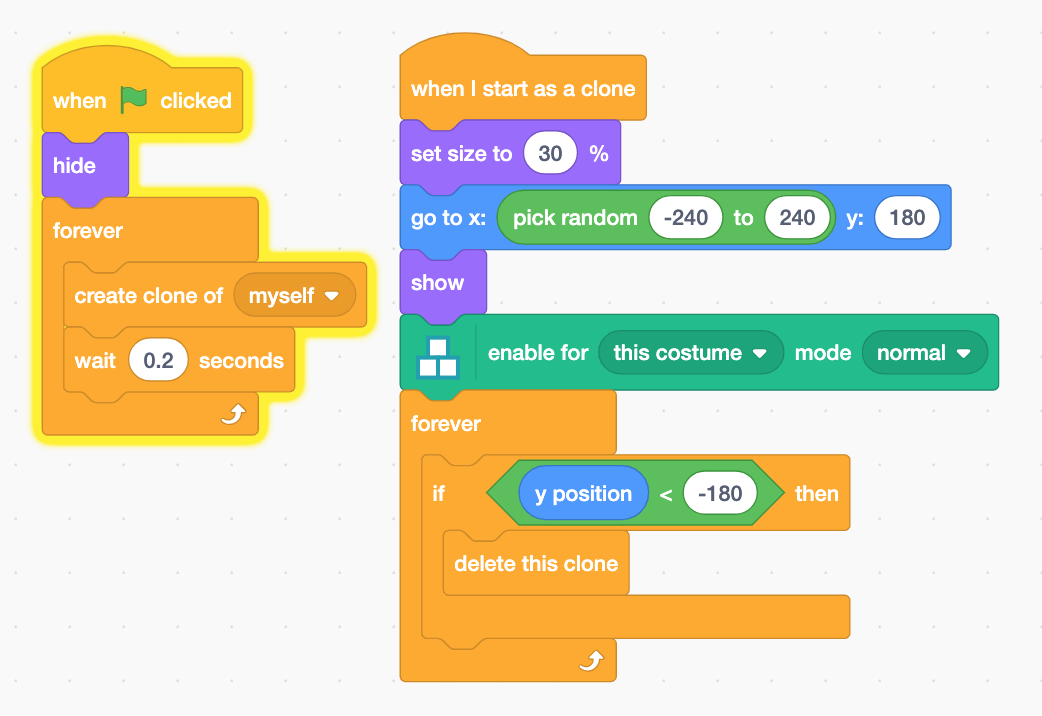 when clicked
hide
forever
create clone of myself
wait 0.2 seconds
when I start as a clone
set size to 30 %
go to x: pick random -240 to 240 y: 180
show
enable for this costume mode normal
forever
if y position < -180 then
delete this clone